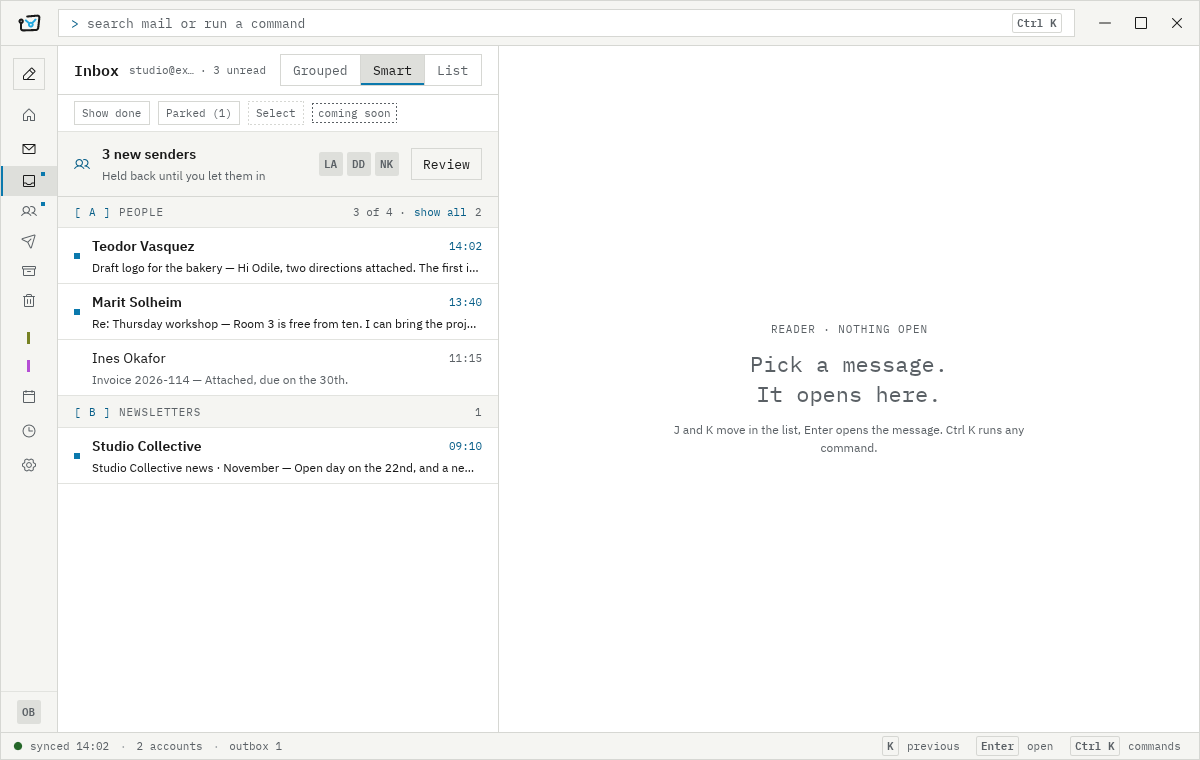 > search mail or run a command
Ctrl K
Inbox studio@ex… · 3 unread
Grouped Smart List
Show done Parked (1) Select coming soon
3 new senders
Held back until you let them in
LA DD NK Review
[ A ] PEOPLE 3 of 4 · show all 2
Teodor Vasquez 14:02
Draft logo for the bakery — Hi Odile, two directions attached. The first i…
Marit Solheim 13:40
Re: Thursday workshop — Room 3 is free from ten. I can bring the proj…
Ines Okafor 11:15
Invoice 2026-114 — Attached, due on the 30th.
[ B ] NEWSLETTERS 1
Studio Collective 09:10
Studio Collective news · November — Open day on the 22nd, and a ne…
READER · NOTHING OPEN
Pick a message.
It opens here.
J and K move in the list, Enter opens the message. Ctrl K runs any
command.
OB
synced 14:02 · 2 accounts · outbox 1
K previous Enter open Ctrl K commands